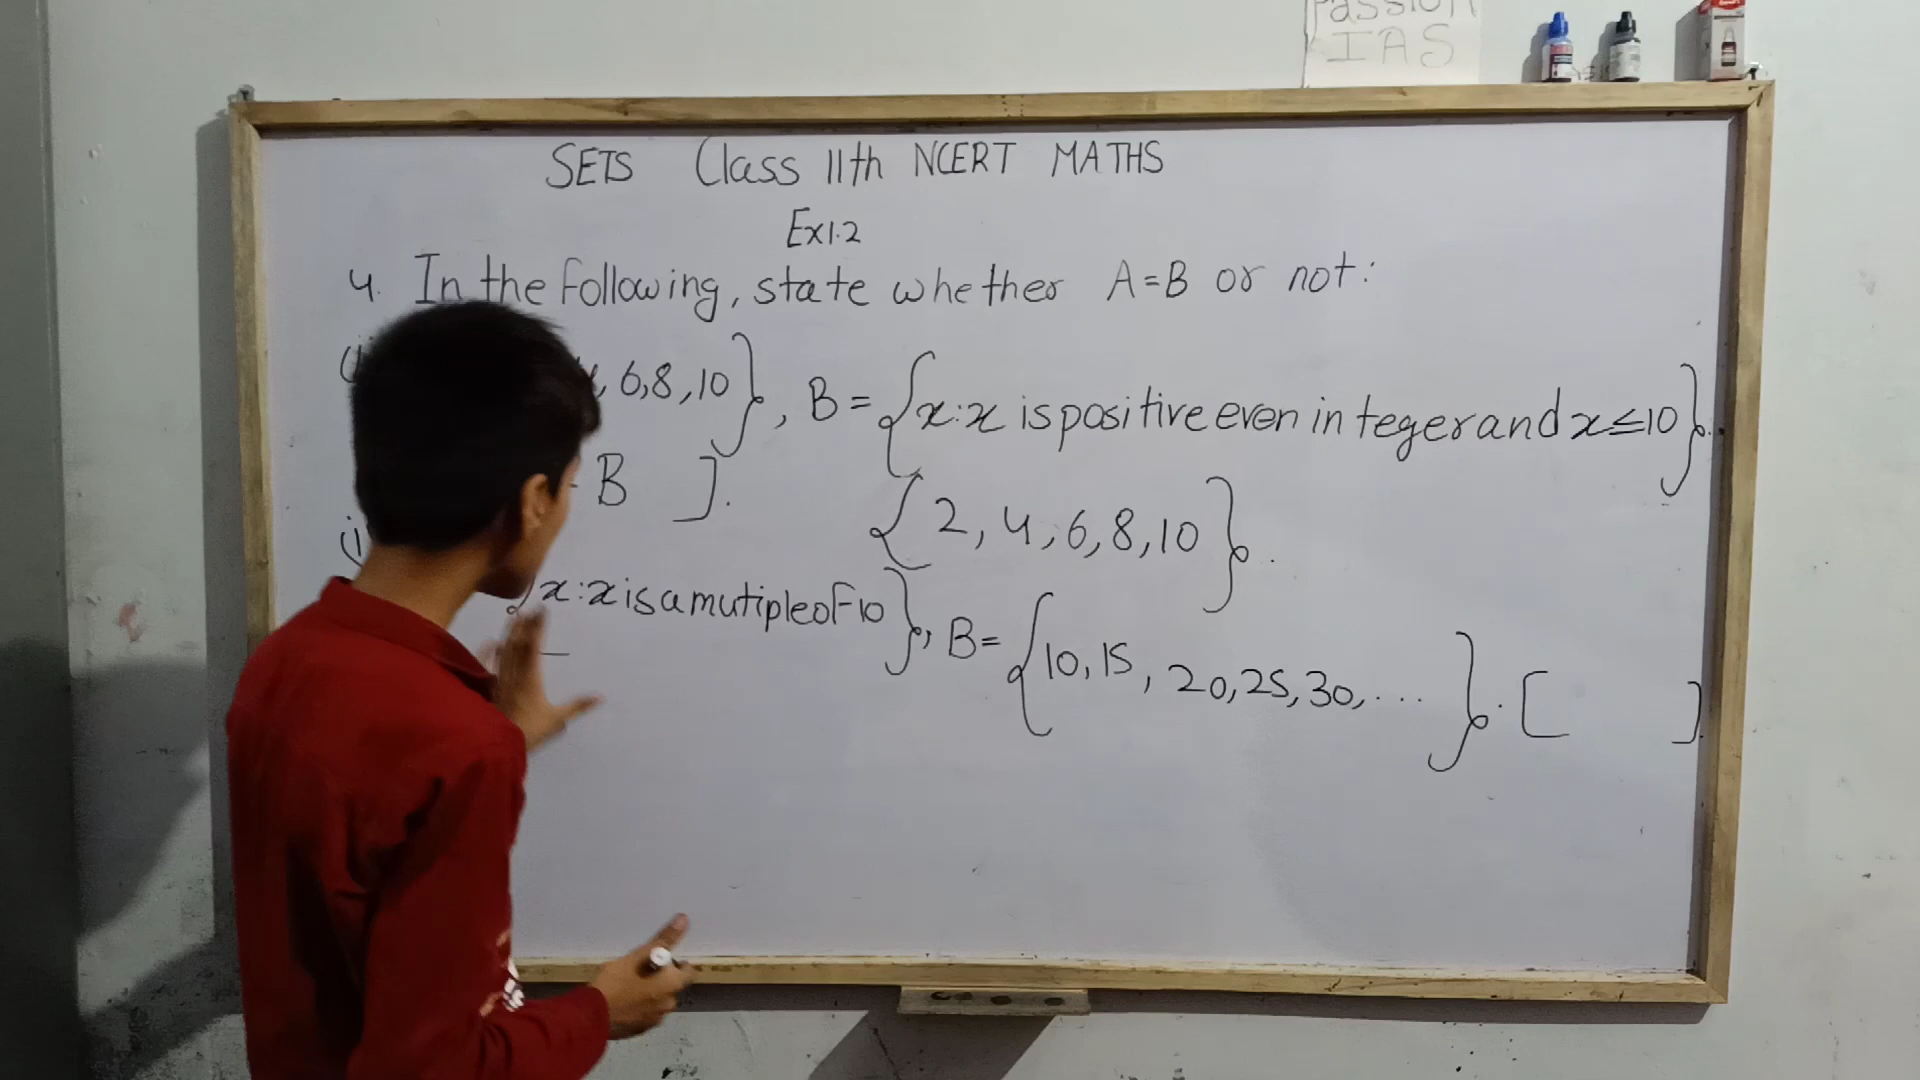 Passion
IAS
SETS Class 11th NCERT MATHS
Ex1.2
4. In the following, state whether A=B or not:
6,8,10}, B = {x:x is positive even integer and x≤10}.
B ].
{2, 4, 6, 8, 10}.
{x:x is a mutiple of 10}, B = {10, 15, 20, 25, 30, ...}. [ ]